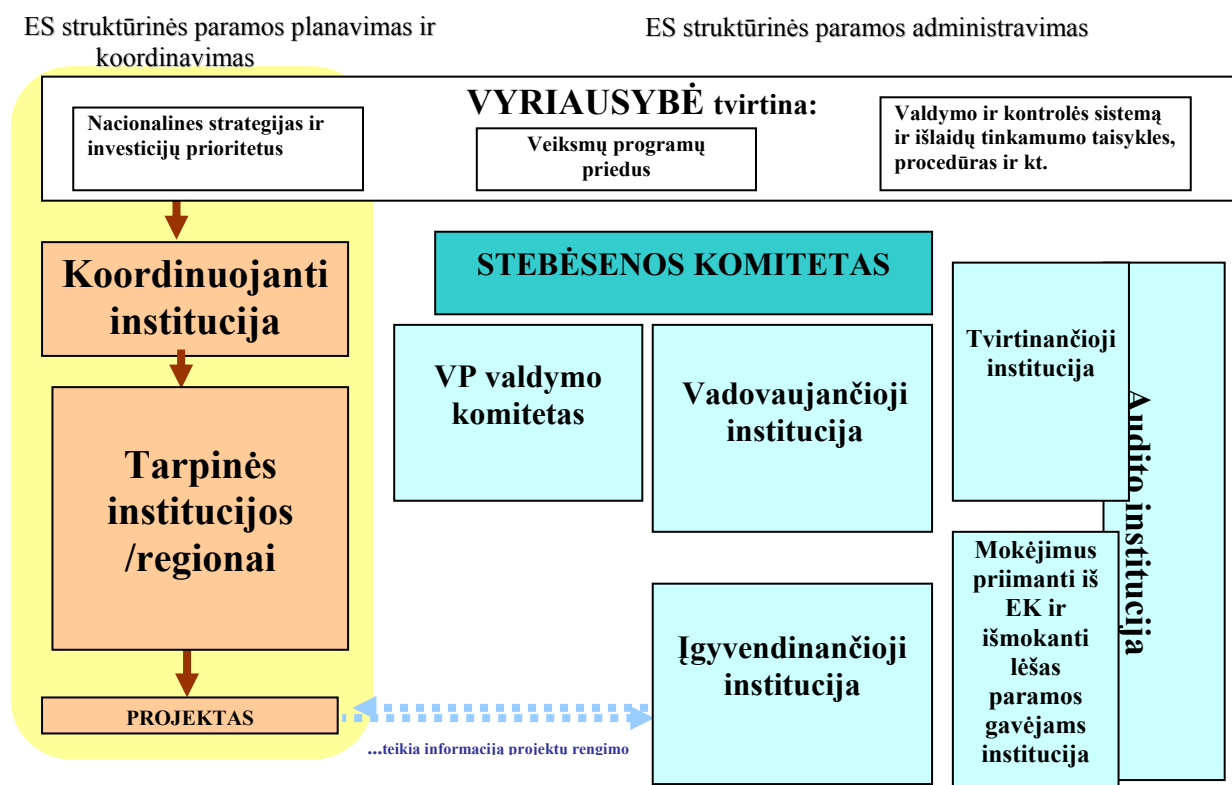 ES struktūrinės paramos planavimas ir
koordinavimas
ES struktūrinės paramos administravimas
VYRIAUSYBĖ tvirtina:
Nacionalines strategijas ir
investicijų prioritetus
Veiksmų programų
priedus
Valdymo ir kontrolės sistemą
ir išlaidų tinkamumo taisykles,
procedūras ir kt.
Koordinuojanti
institucija
STEBĖSENOS KOMITETAS
Tarpinės
institucijos
/regionai
VP valdymo
komitetas
Vadovaujančioji
institucija
Tvirtinančioji
institucija
Audito institucija
Įgyvendinančioji
institucija
Mokėjimus
priimanti iš
EK ir
išmokanti
lėšas
paramos
gavėjams
institucija
PROJEKTAS
...teikia informaciją projektų rengimo